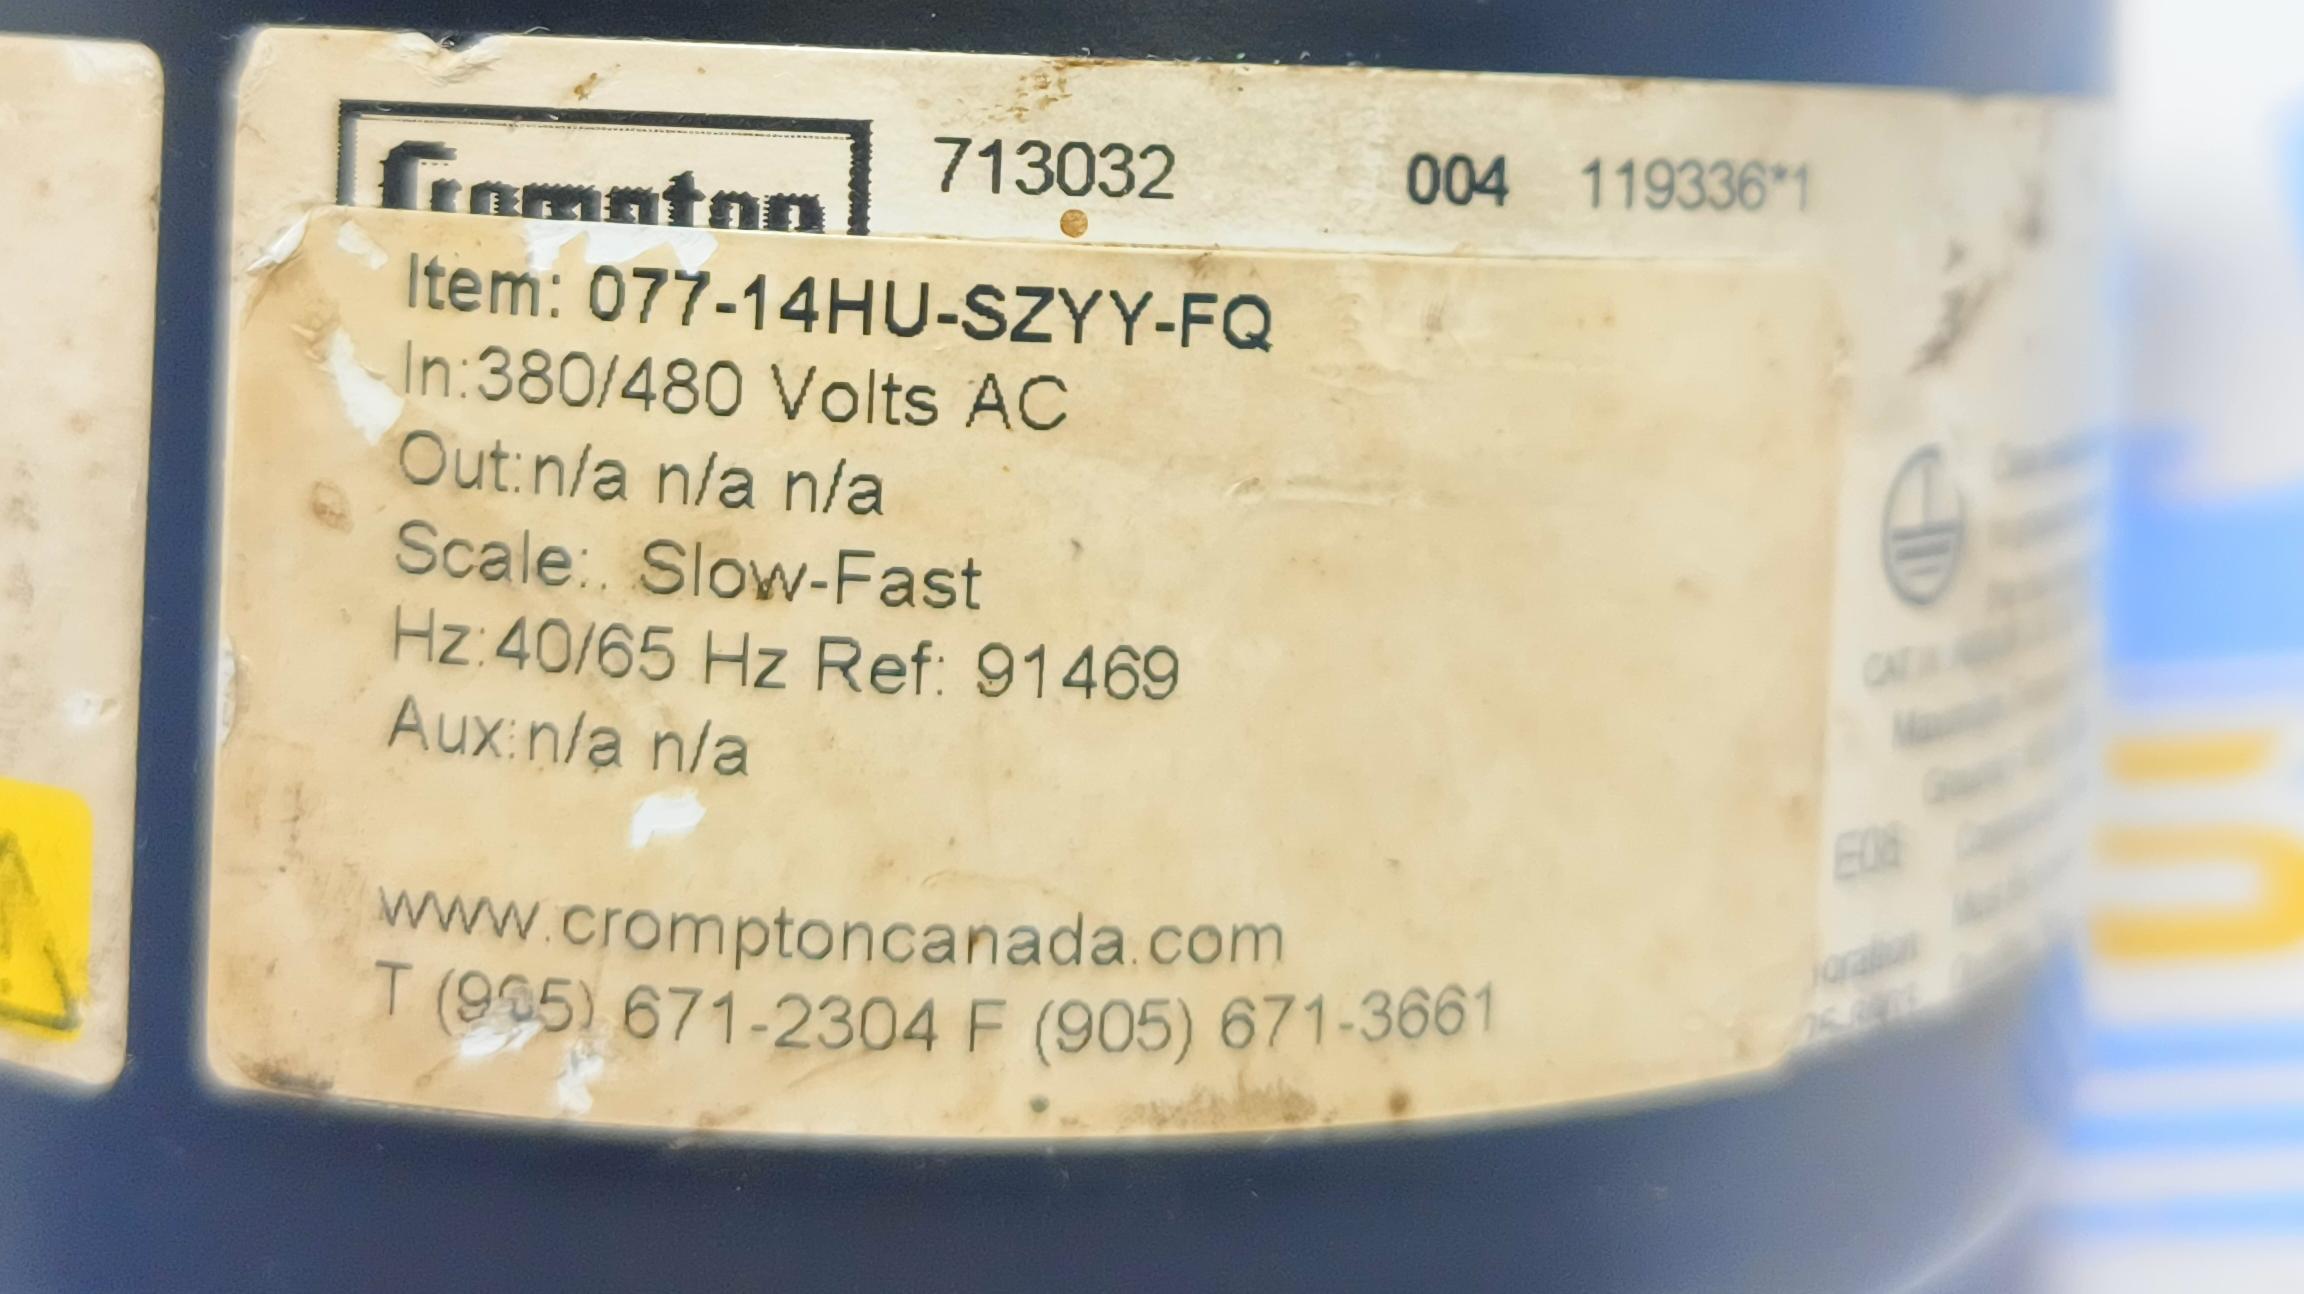 Crompton 713032 004 119336*1
Item: 077-14HU-SZYY-FQ
In:380/480 Volts AC
Out:n/a n/a n/a
Scale:. Slow-Fast
Hz:40/65 Hz Ref: 91469
Aux:n/a n/a
www.cromptoncanada.com
T (905) 671-2304 F (905) 671-3661